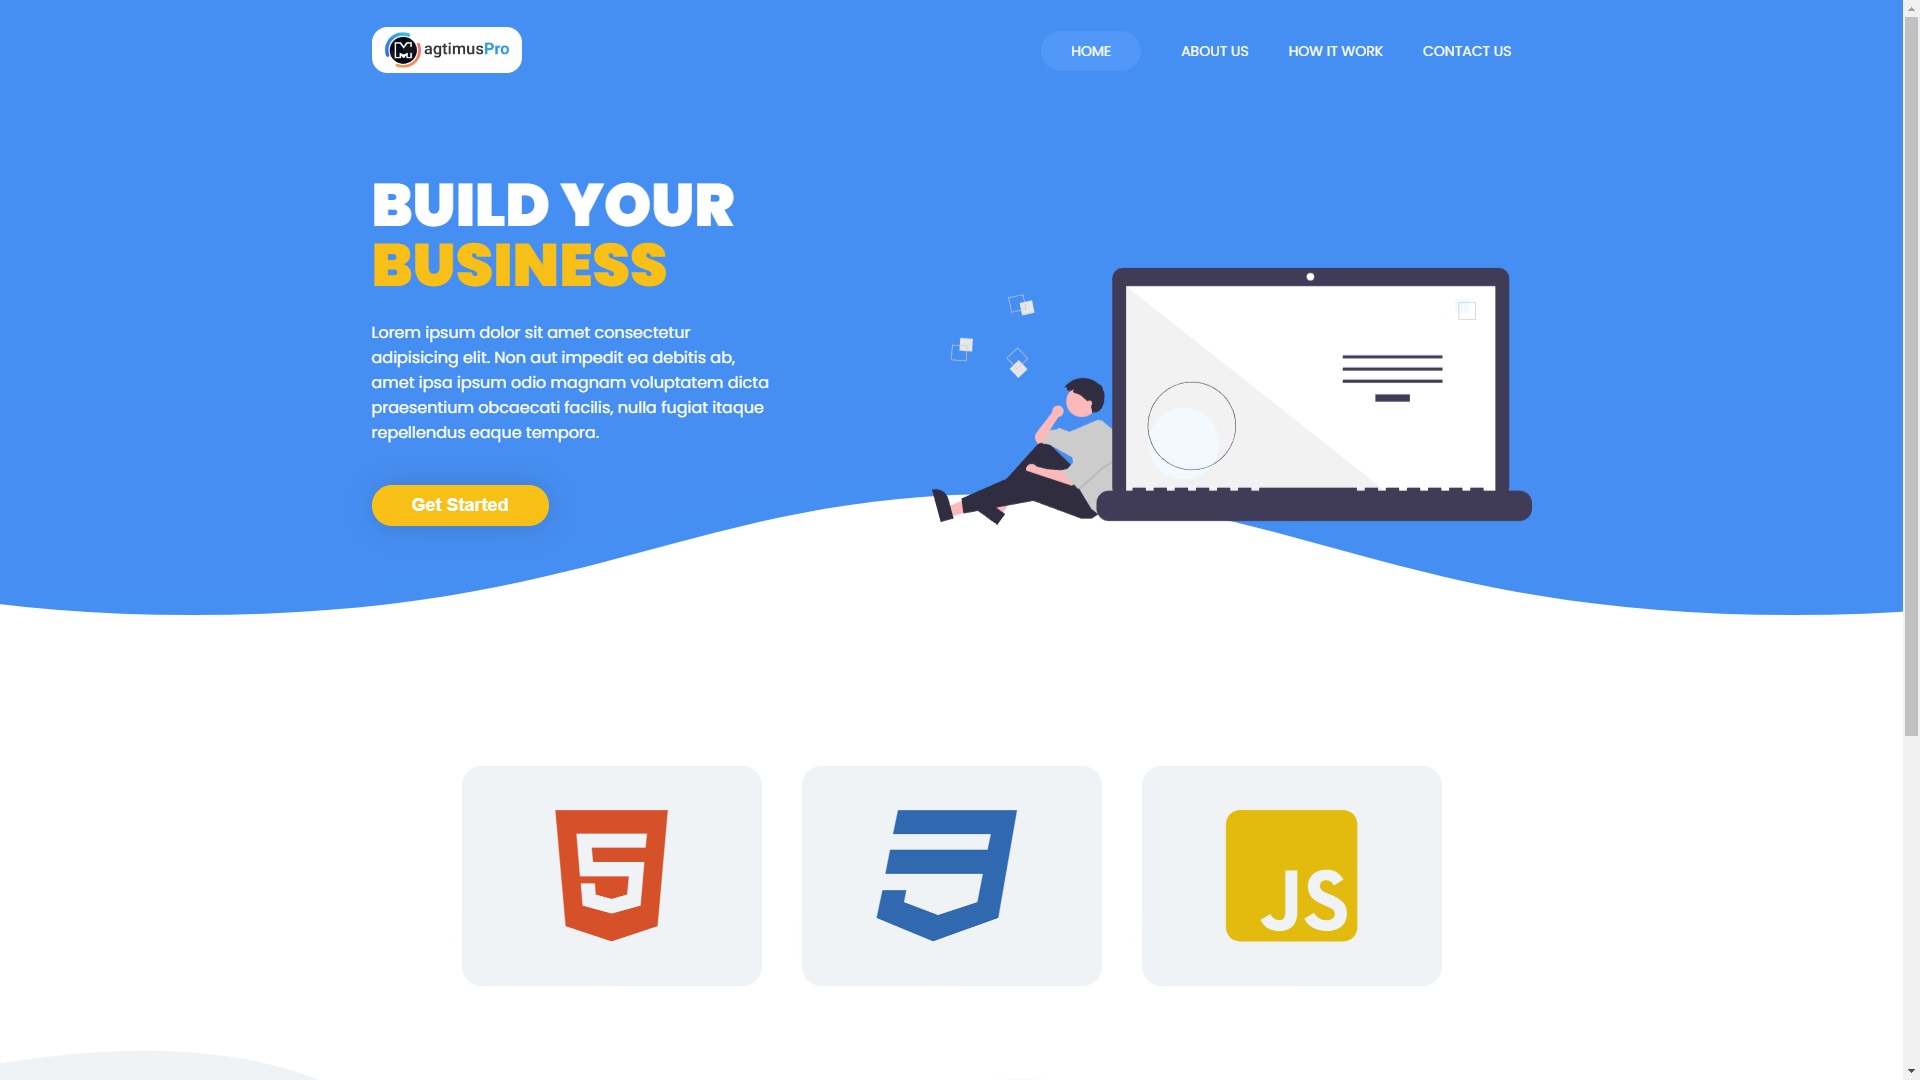 agtimusPro
HOME
ABOUT US
HOW IT WORK
CONTACT US
BUILD YOUR
BUSINESS
Lorem ipsum dolor sit amet consectetur
adipisicing elit. Non aut impedit ea debitis ab,
amet ipsa ipsum odio magnam voluptatem dicta
praesentium obcaecati facilis, nulla fugiat itaque
repellendus eaque tempora.
Get Started
5
3
JS